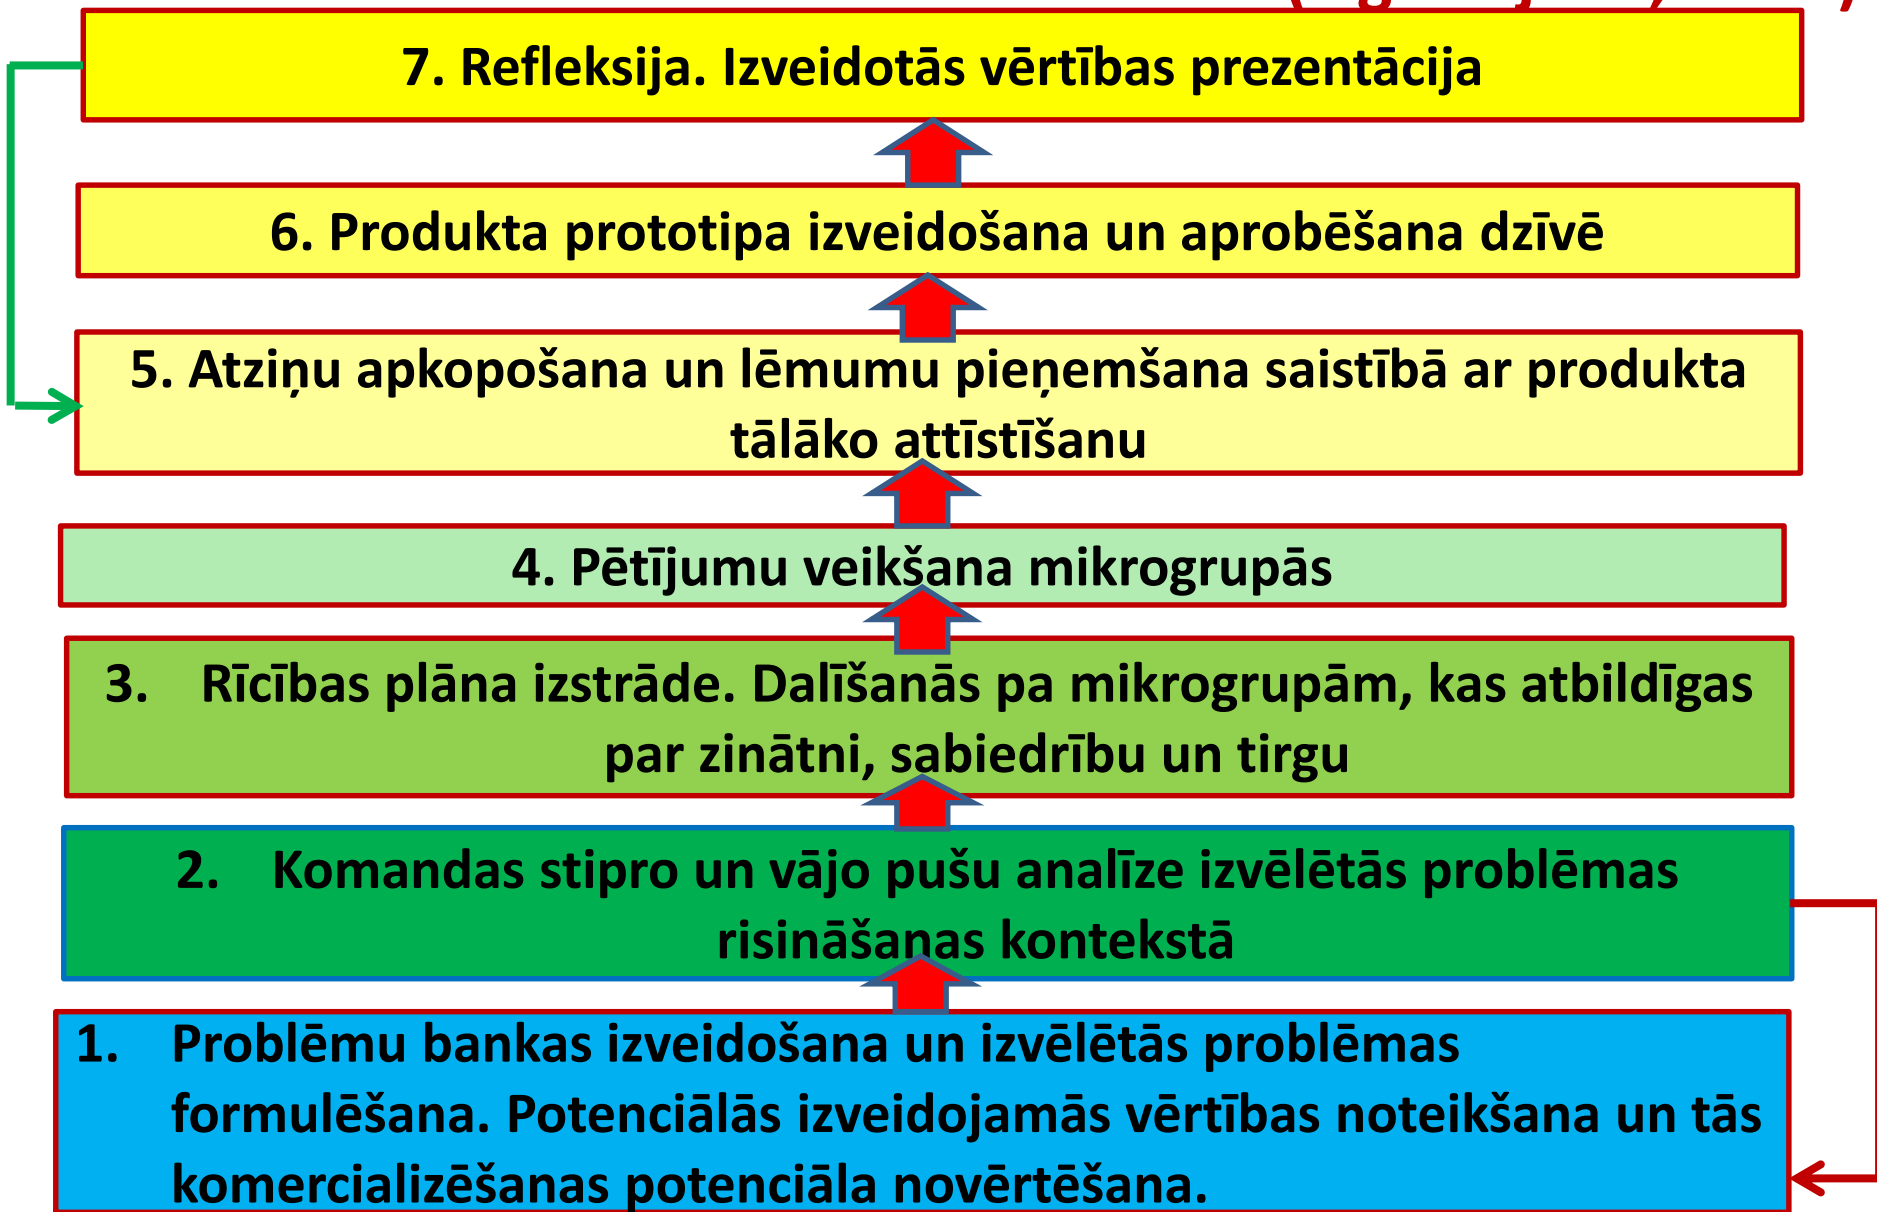 7. Refleksija. Izveidotās vērtības prezentācija
6. Produkta prototipa izveidošana un aprobēšana dzīvē
5. Atziņu apkopošana un lēmumu pieņemšana saistībā ar produkta
tālāko attīstīšanu
4. Pētījumu veikšana mikrogrupās
3. Rīcības plāna izstrāde. Dalīšanās pa mikrogrupām, kas atbildīgas
par zinātni, sabiedrību un tirgu
2. Komandas stipro un vājo pušu analīze izvēlētās problēmas
risināšanas kontekstā
1. Problēmu bankas izveidošana un izvēlētās problēmas
formulēšana. Potenciālās izveidojamās vērtības noteikšana un tās
komercializēšanas potenciāla novērtēšana.